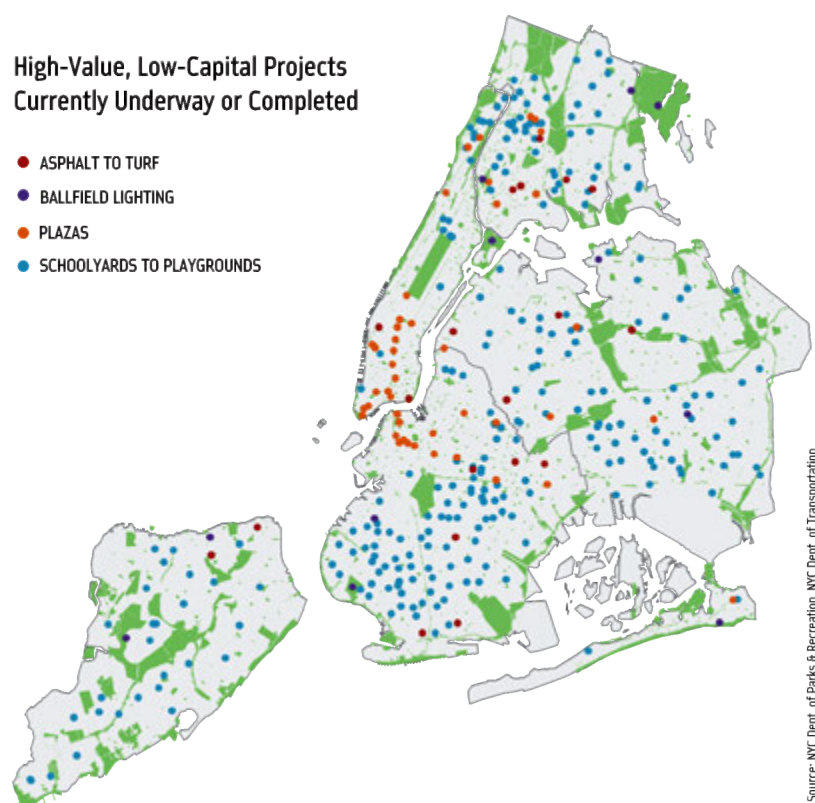 High-Value, Low-Capital Projects
Currently Underway or Completed
ASPHALT TO TURF
BALLFIELD LIGHTING
PLAZAS
SCHOOLYARDS TO PLAYGROUNDS
Source: NYC Dept. of Parks & Recreation, NYC Dept. of Transportation